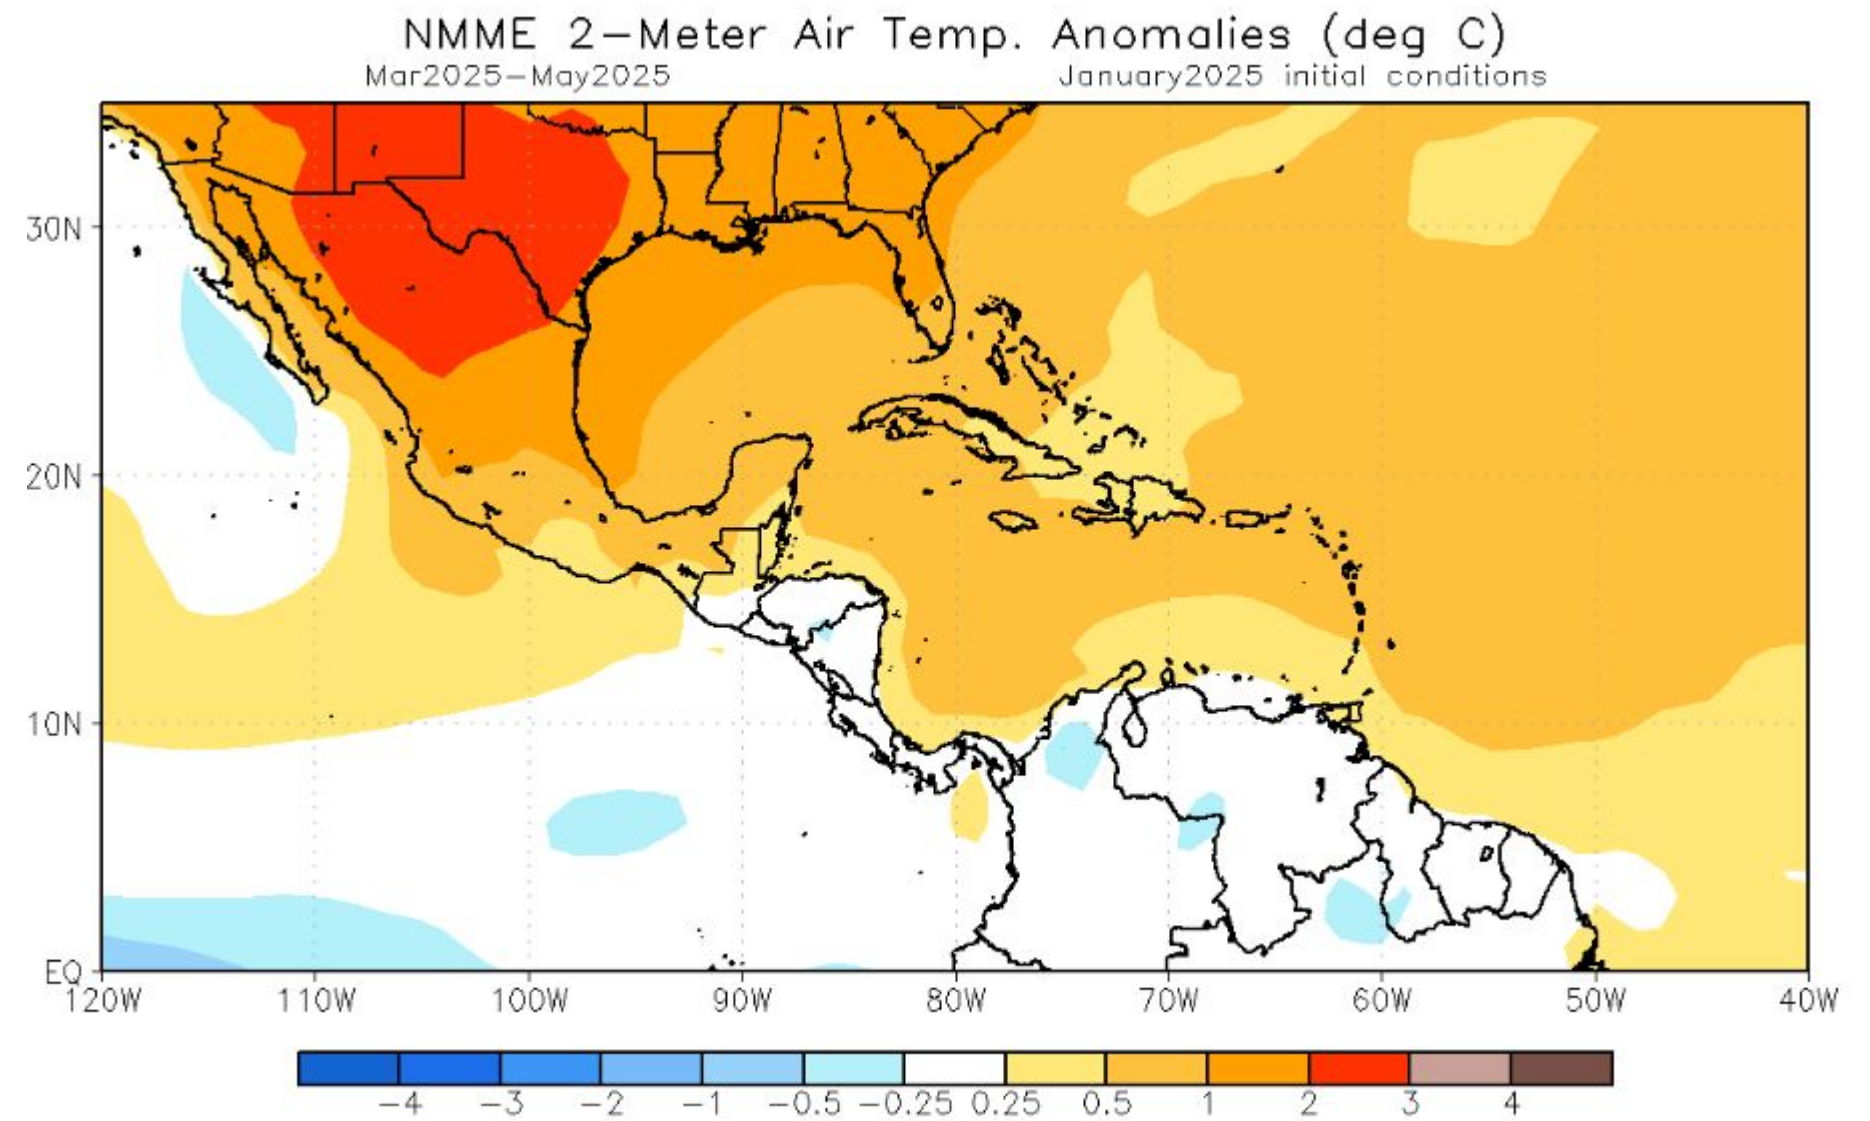 NMME 2-Meter Air Temp. Anomalies (deg C)
Mar2025-May2025 January2025 initial conditions
30N
20N
10N
EQ
120W 110W 100W 90W 80W 70W 60W 50W 40W
-4 -3 -2 -1 -0.5 -0.25 0.25 0.5 1 2 3 4